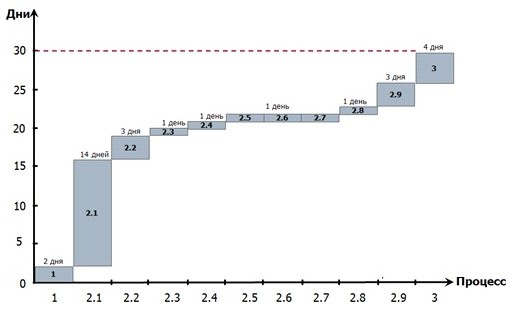 Дни
30
4 дня
3
3 дня
2.9
25
1 день
2.8
1 день
2.5 2.6 2.7
1 день
2.4
1 день
2.3
20
3 дня
2.2
15
14 дней
2.1
10
5
2 дня
1
0
Процесс
1 2.1 2.2 2.3 2.4 2.5 2.6 2.7 2.8 2.9 3